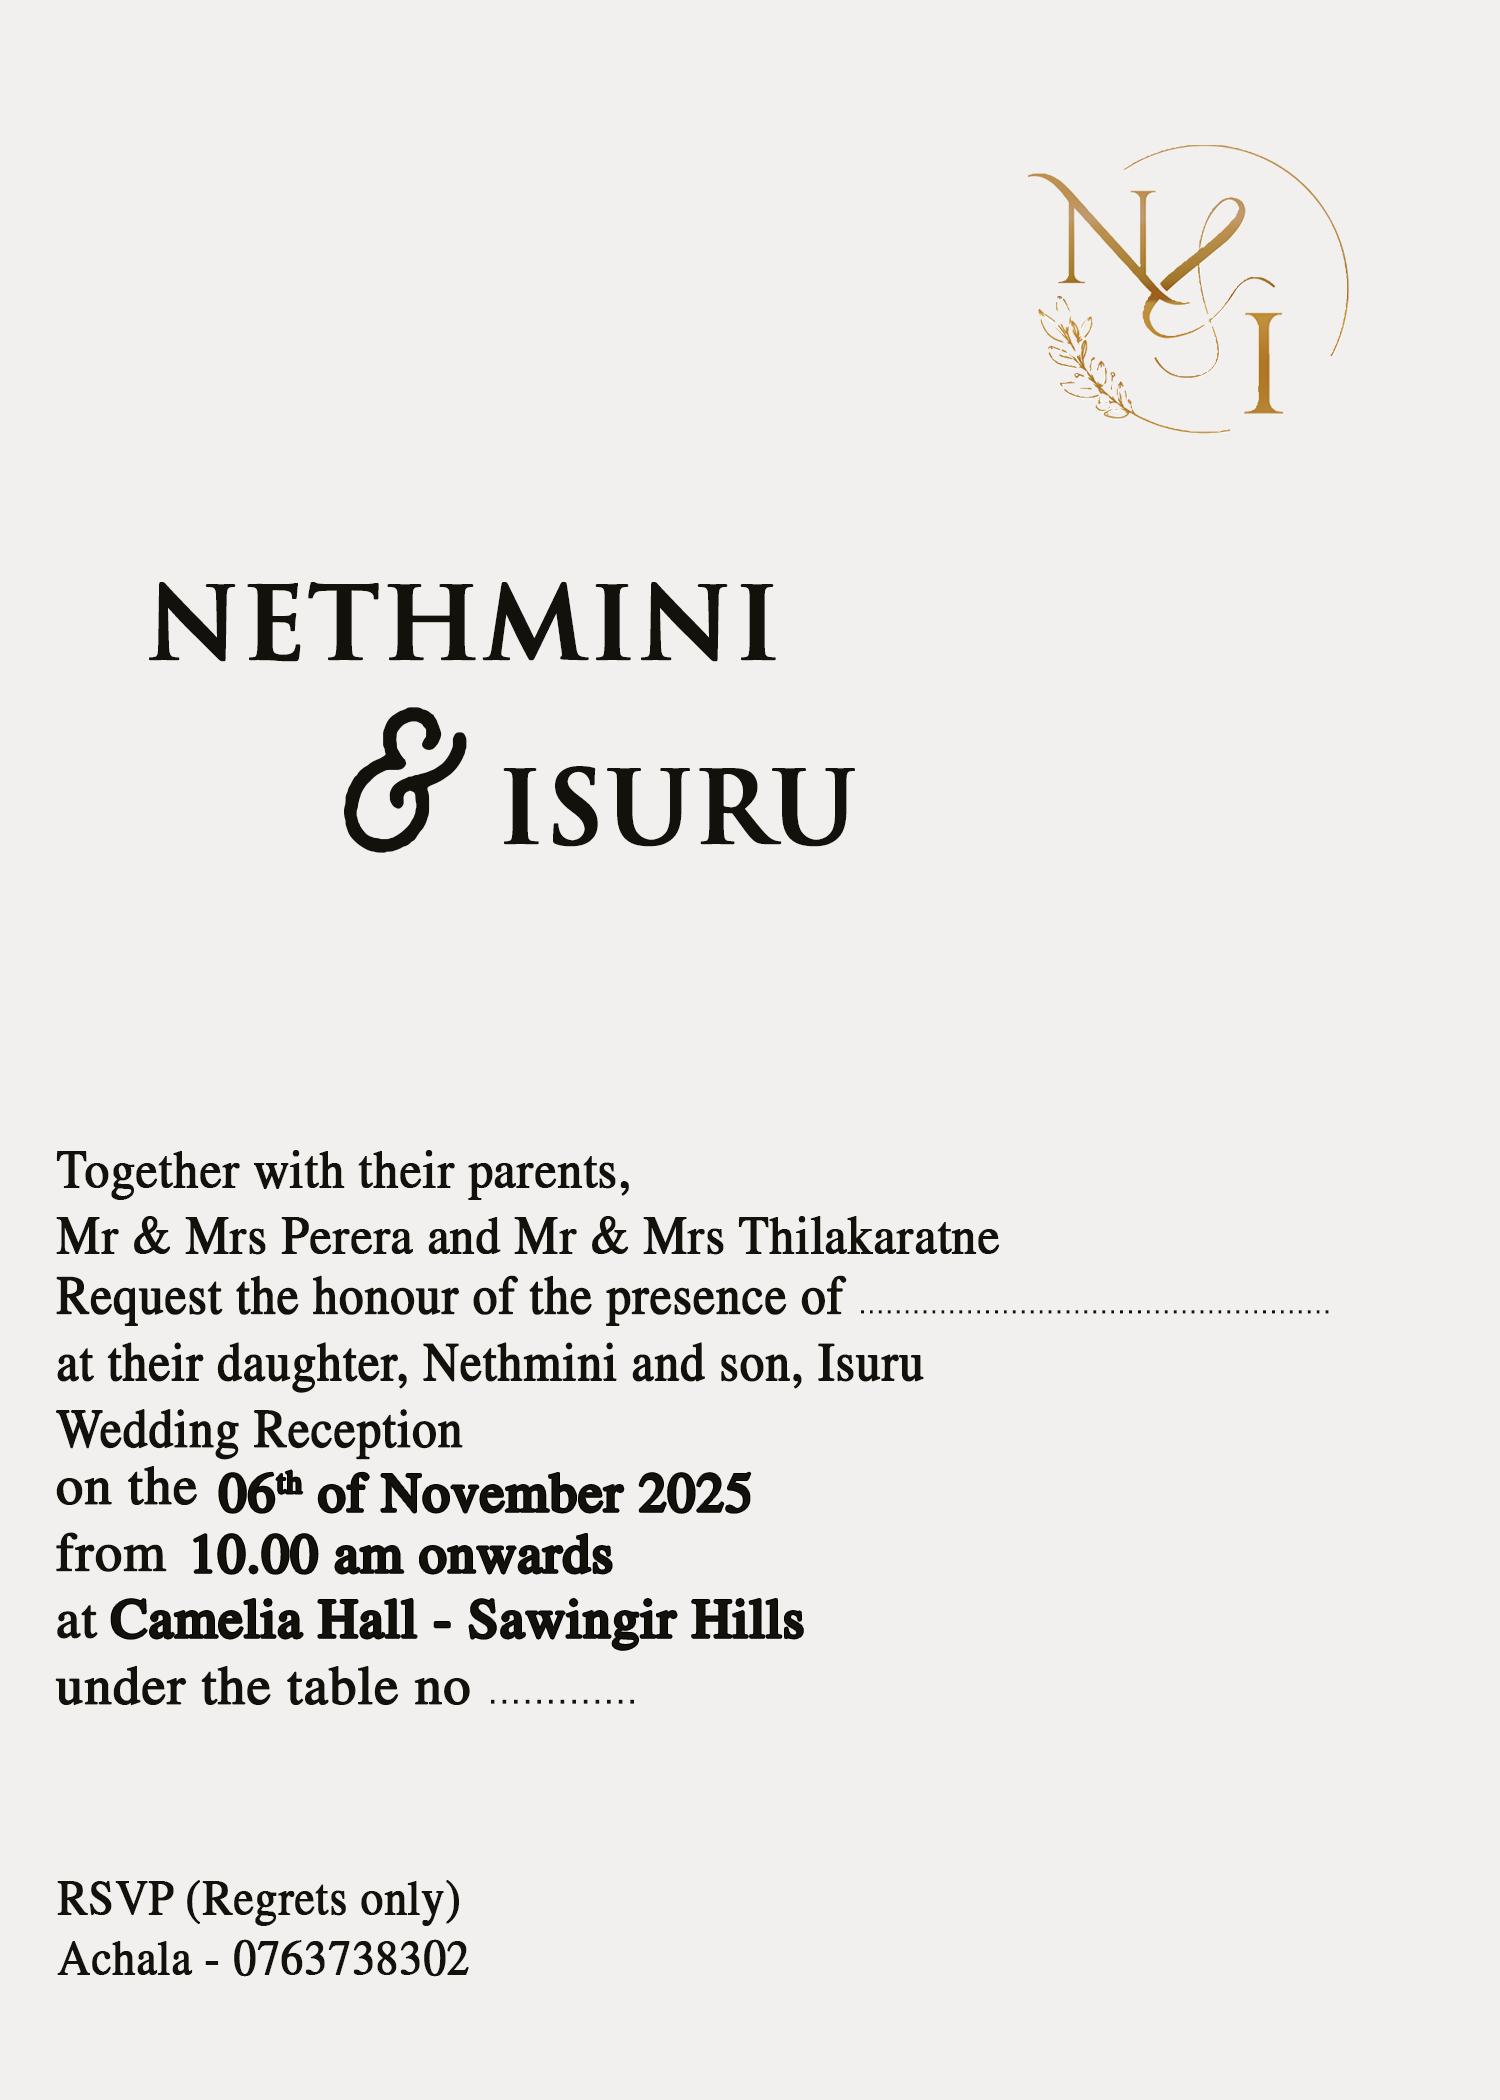 N & I
NETHMINI
& ISURU
Together with their parents,
Mr & Mrs Perera and Mr & Mrs Thilakaratne
Request the honour of the presence of ....................................................
at their daughter, Nethmini and son, Isuru
Wedding Reception
on the 06th of November 2025
from 10.00 am onwards
at Camelia Hall - Sawingir Hills
under the table no .............
RSVP (Regrets only)
Achala - 0763738302